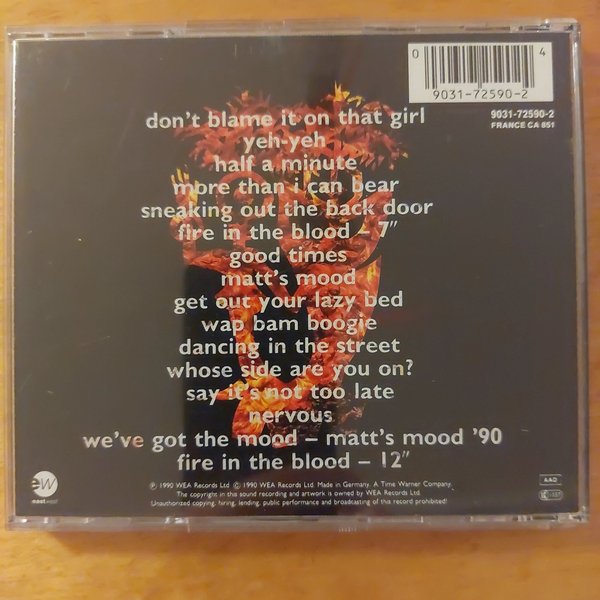 0 4
9031-72590-2
9031-72590-2
FRANCE CA 851
don't blame it on that girl
yeh-yeh
half a minute
more than i can bear
sneaking out the back door
fire in the blood – 7"
good times
matt's mood
get out your lazy bed
wap bam boogie
dancing in the street
whose side are you on?
say it's not too late
nervous
we've got the mood – matt's mood '90
fire in the blood – 12"
ew
eastwest
℗ 1990 WEA Records Ltd © 1990 WEA Records Ltd. Made in Germany. A Time Warner Company.
The copyright in this sound recording and artwork is owned by WEA Records Ltd.
Unauthorized copying, hiring, lending, public performance and broadcasting of this record prohibited!
AAD